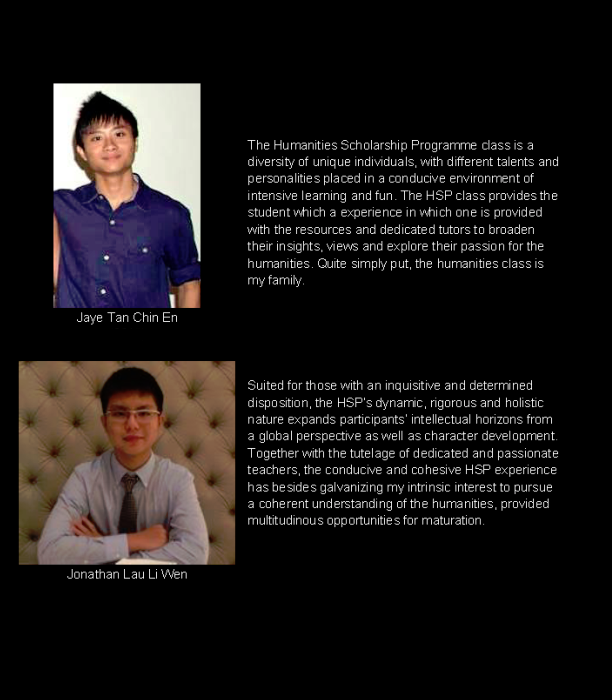 The Humanities Scholarship Programme class is a
diversity of unique individuals, with different talents and
personalities placed in a conducive environment of
intensive learning and fun. The HSP class provides the
student which a experience in which one is provided
with the resources and dedicated tutors to broaden
their insights, views and explore their passion for the
humanities. Quite simply put, the humanities class is
my family.
Jaye Tan Chin En
Suited for those with an inquisitive and determined
disposition, the HSP's dynamic, rigorous and holistic
nature expands participants' intellectual horizons from
a global perspective as well as character development.
Together with the tutelage of dedicated and passionate
teachers, the conducive and cohesive HSP experience
has besides galvanizing my intrinsic interest to pursue
a coherent understanding of the humanities, provided
multitudinous opportunities for maturation.
Jonathan Lau Li Wen